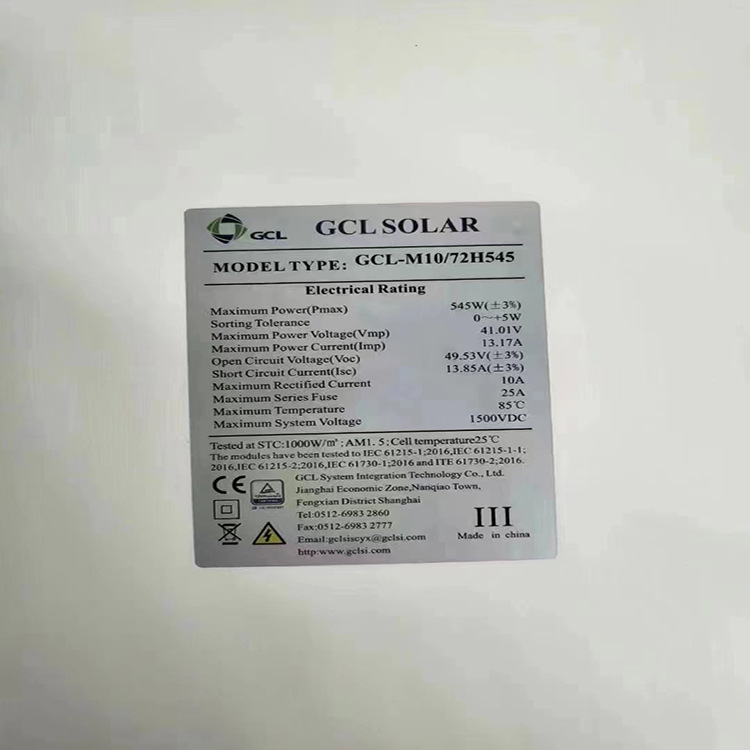 GCL
GCL SOLAR
MODEL TYPE: GCL-M10/72H545
Electrical Rating
Maximum Power(Pmax) 545W(±3%)
Sorting Tolerance 0~+5W
Maximum Power Voltage(Vmp) 41.01V
Maximum Power Current(Imp) 13.17A
Open Circuit Voltage(Voc) 49.53V(±3%)
Short Circuit Current(Isc) 13.85A(±3%)
Maximum Rectified Current 10A
Maximum Series Fuse 25A
Maximum Temperature 85℃
Maximum System Voltage 1500VDC
Tested at STC:1000W/m²; AM1. 5; Cell temperature25℃
The modules have been tested to IEC 61215-1;2016,IEC 61215-1-1;
2016,IEC 61215-2;2016,IEC 61730-1;2016 and ITE 61730-2;2016.
GCL System Integration Technology Co., Ltd.
Jianghai Economic Zone,Nanqiao Town,
Fengxian District Shanghai
Tel:0512-6983 2860
Fax:0512-6983 2777
Email:gclsiscyx@gclsi.com
http:www.gclsi.com
CE
III
Made in china